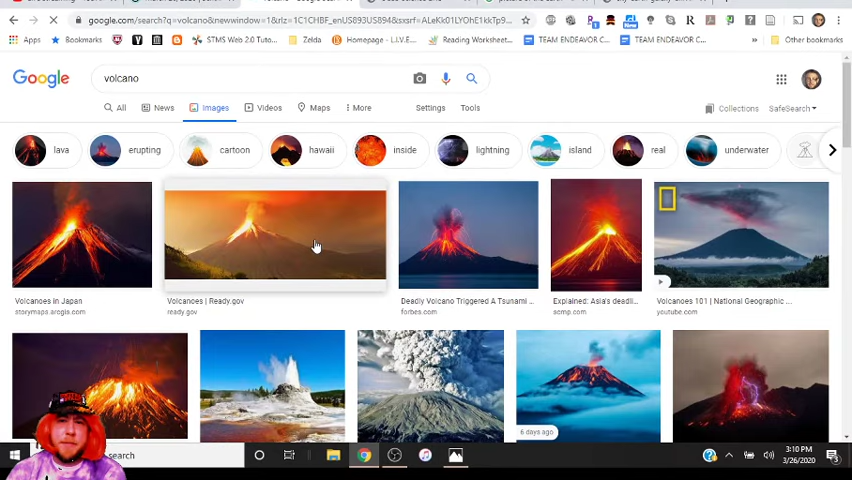 google.com/search?q=volcano&newwindow=1&rlz=1C1CHBF_enUS893US894&sxsrf=ALeKk01LYOhE1kkTp9...
Apps Bookmarks STMS Web 2.0 Tutor... Zelda Homepage - L.I.V.E... Reading Worksheet... TEAM ENDEAVOR C... TEAM ENDEAVOR C... » Other bookmarks
Google volcano
All News Images Videos Maps More Settings Tools Collections SafeSearch
lava erupting cartoon hawaii inside lightning island real underwater
Volcanoes in Japan
storymaps.arcgis.com
Volcanoes | Ready.gov
ready.gov
Deadly Volcano Triggered A Tsunami ...
forbes.com
Explained: Asia's deadli...
scmp.com
Volcanoes 101 | National Geographic ...
youtube.com
6 days ago
search
3:10 PM
3/26/2020